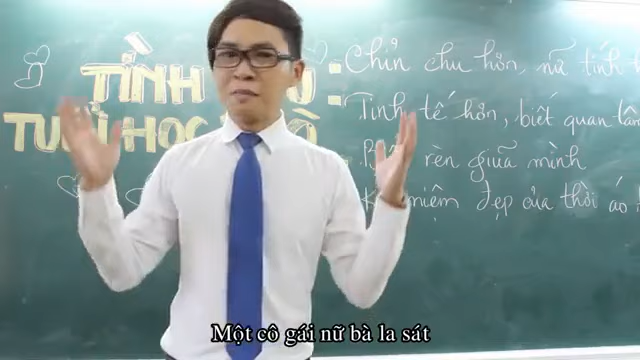 TÌNH
TUỔI HỌC
Chỉn chu hơn, nữ tính
Tinh tế hơn, biết quan tâm
rèn giũa mình
niệm đẹp của thời áo
Một cô gái nữ bà la sát